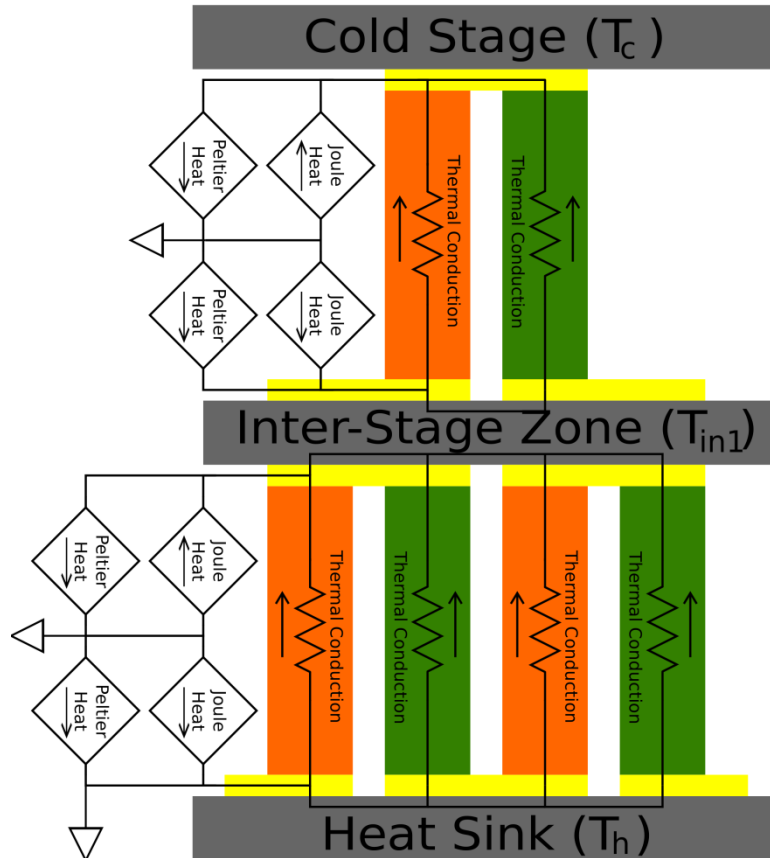 Cold Stage (Tc)
Peltier
Heat
Joule
Heat
Thermal Conduction
Thermal Conduction
Peltier
Heat
Joule
Heat
Inter-Stage Zone (Tin1)
Peltier
Heat
Joule
Heat
Thermal Conduction
Thermal Conduction
Thermal Conduction
Thermal Conduction
Peltier
Heat
Joule
Heat
Heat Sink (Th)